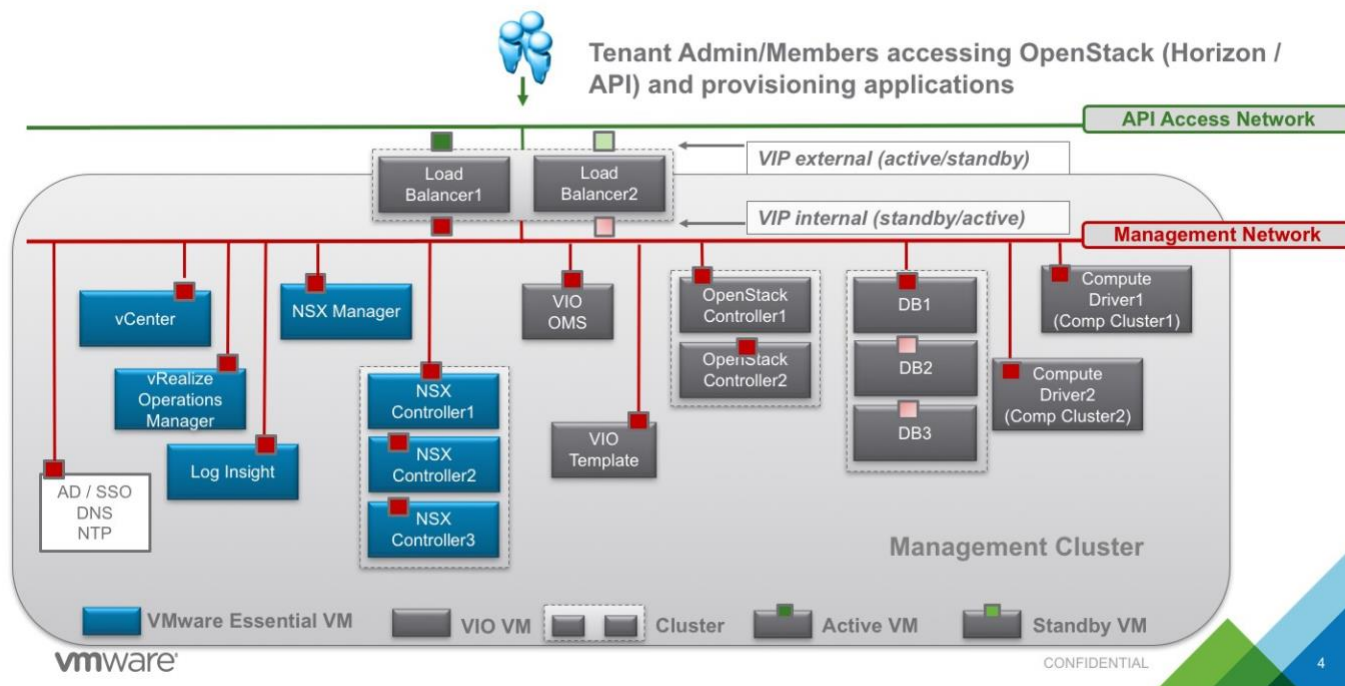 Tenant Admin/Members accessing OpenStack (Horizon /
API) and provisioning applications
API Access Network
Load
Balancer1
Load
Balancer2
VIP external (active/standby)
VIP internal (standby/active)
Management Network
vCenter
NSX Manager
VIO
OMS
OpenStack
Controller1
OpenStack
Controller2
DB1
DB2
DB3
Compute
Driver1
(Comp Cluster1)
Compute
Driver2
(Comp Cluster2)
vRealize
Operations
Manager
Log Insight
NSX
Controller1
NSX
Controller2
NSX
Controller3
VIO
Template
AD / SSO
DNS
NTP
Management Cluster
VMware Essential VM
VIO VM
Cluster
Active VM
Standby VM
vmware
CONFIDENTIAL
4